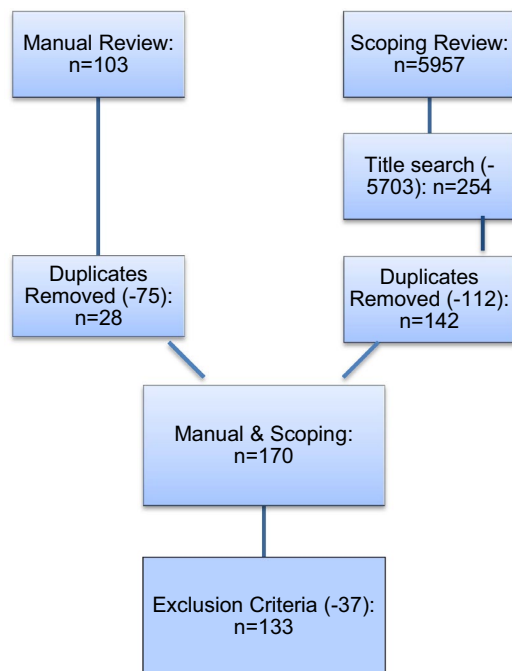 Manual Review:
n=103
Scoping Review:
n=5957
Title search (-
5703): n=254
Duplicates
Removed (-75):
n=28
Duplicates
Removed (-112):
n=142
Manual & Scoping:
n=170
Exclusion Criteria (-37):
n=133